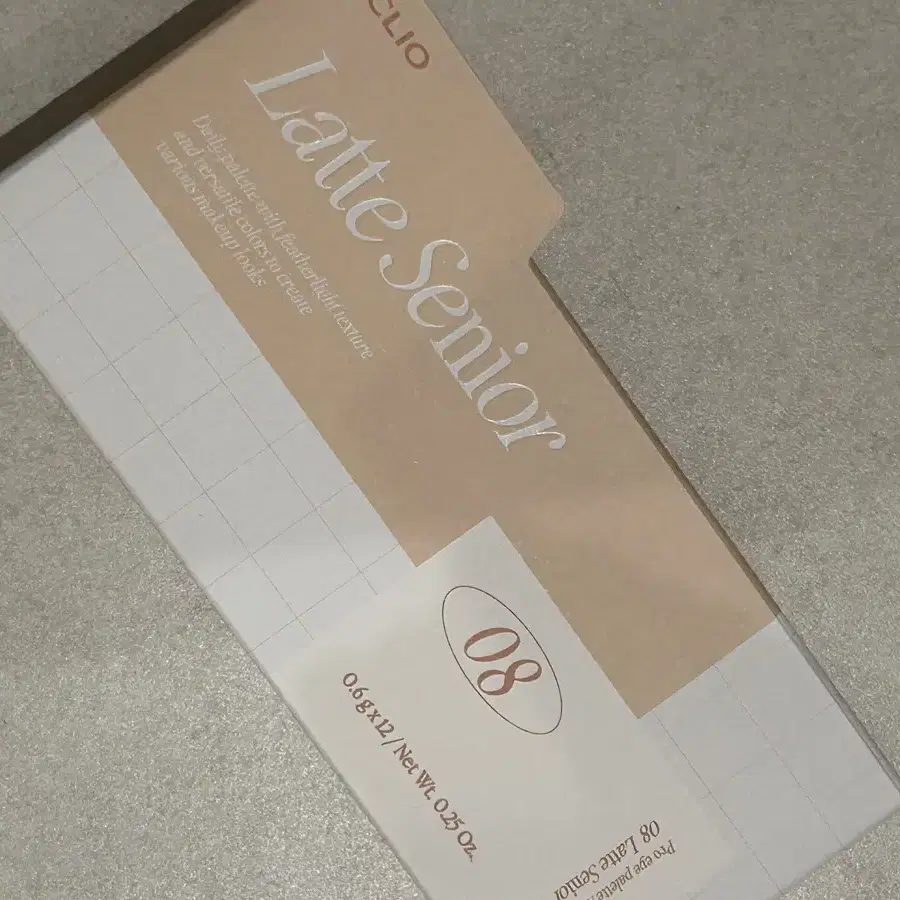 CLIO
Latte Senior
Daily palette with featherlight texture
and versatile colors to create
various makeup looks
08
0.6 g x 12 / Net Wt. 0.25 Oz.
Pro eye palette
08 Latte Senior